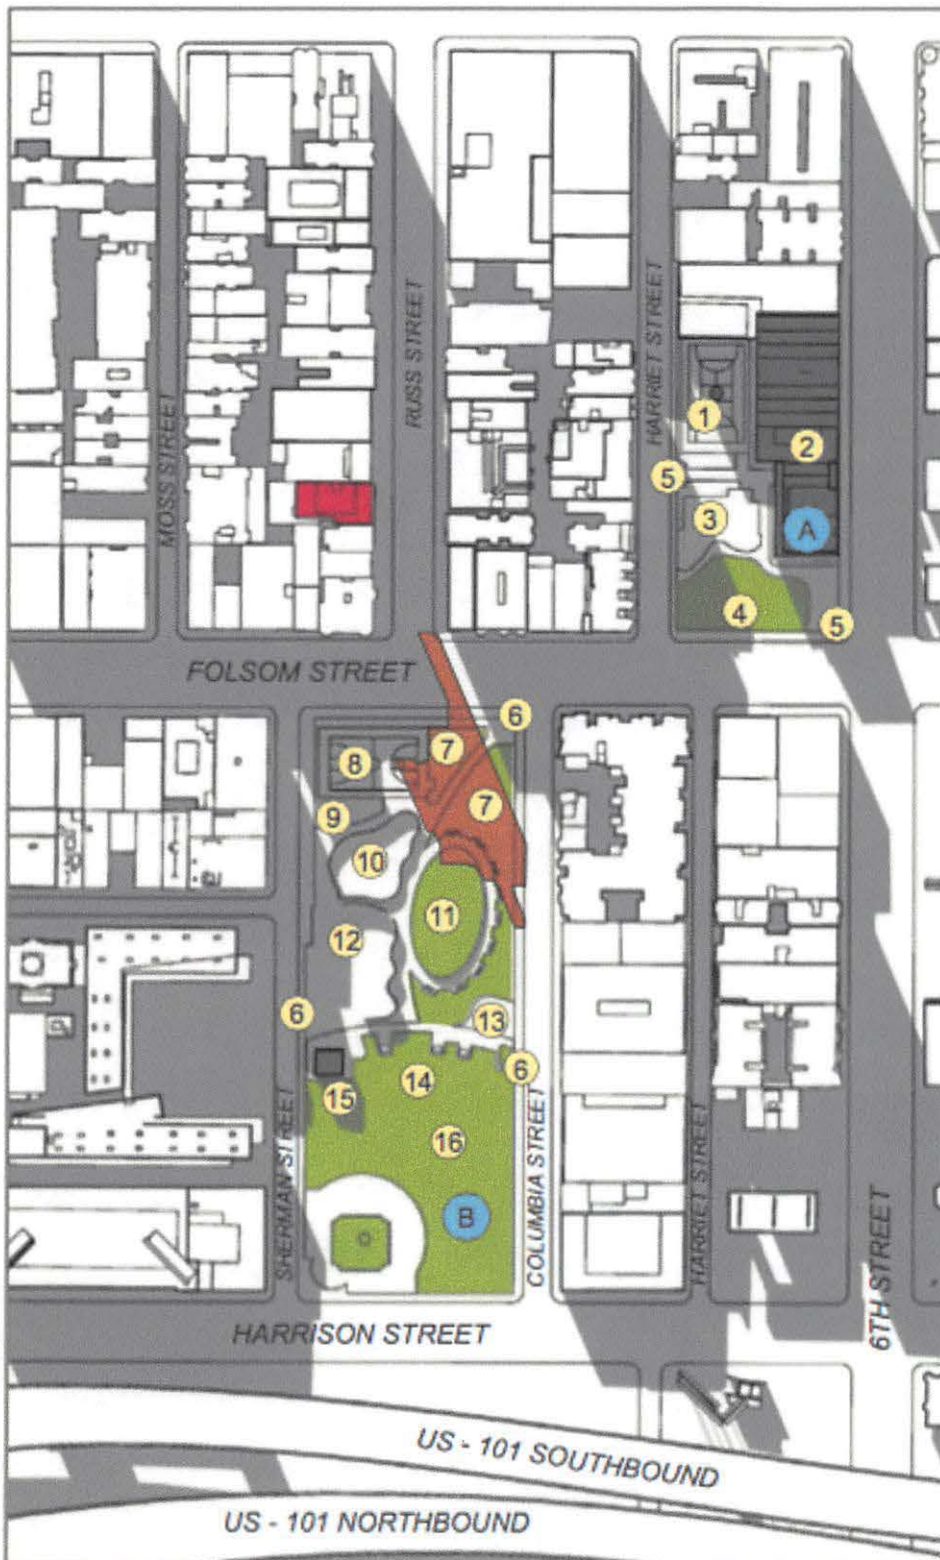 MOSS STREET
RUSS STREET
HARRIET STREET
1
2
5
3
A
4
5
FOLSOM STREET
6
7
8
7
9
10
11
12
6
13
6
14
15
16
B
SHERMAN STREET
COLUMBIA STREET
HARRIET STREET
6TH STREET
HARRISON STREET
US - 101 SOUTHBOUND
US - 101 NORTHBOUND